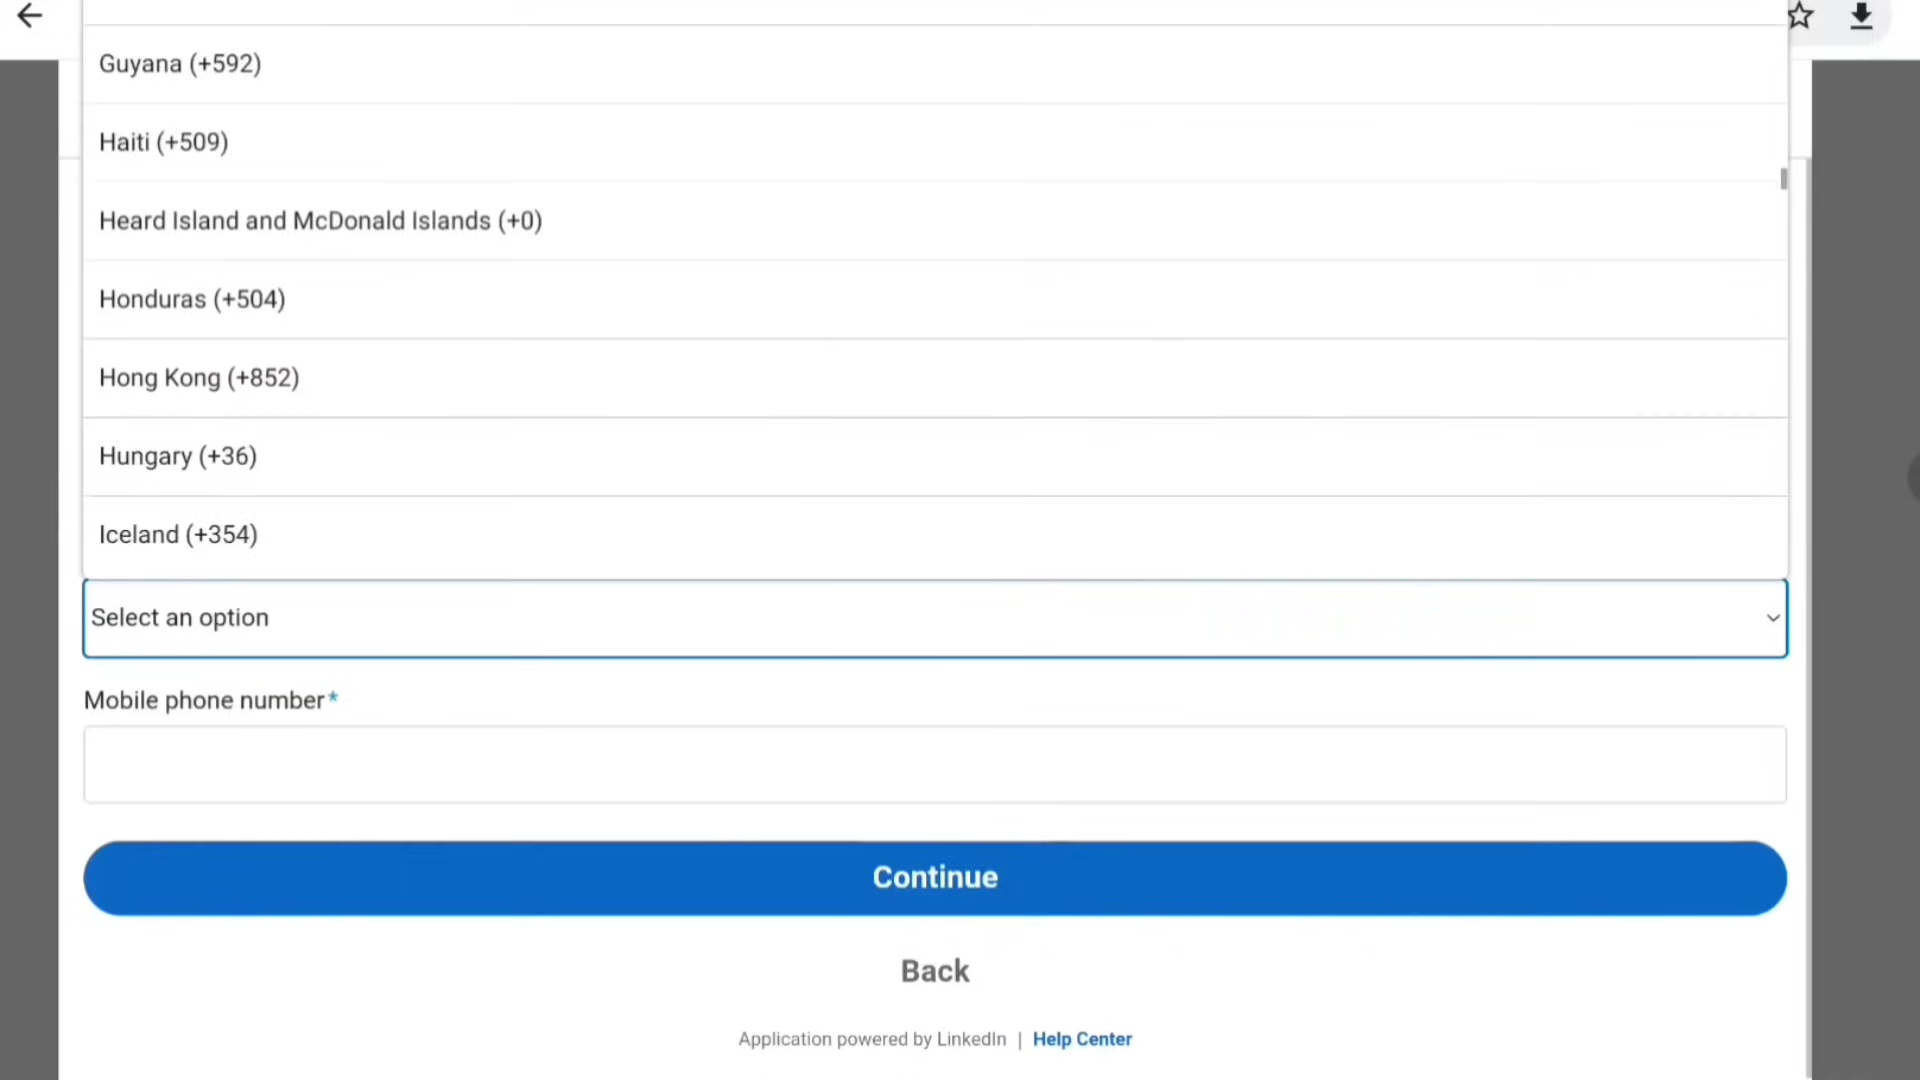 Guyana (+592)
Haiti (+509)
Heard Island and McDonald Islands (+0)
Honduras (+504)
Hong Kong (+852)
Hungary (+36)
Iceland (+354)
Select an option
Mobile phone number*
Continue
Back
Application powered by LinkedIn | Help Center